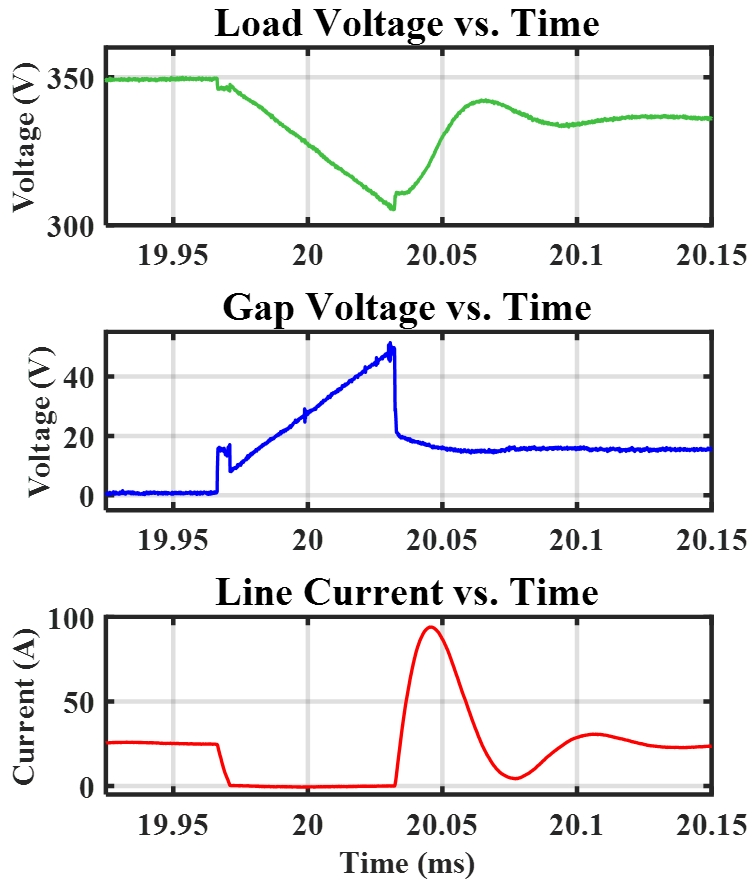 Load Voltage vs. Time
Voltage (V)
350
300
19.95 20 20.05 20.1 20.15
Gap Voltage vs. Time
Voltage (V)
40
20
0
19.95 20 20.05 20.1 20.15
Line Current vs. Time
Current (A)
100
50
0
19.95 20 20.05 20.1 20.15
Time (ms)